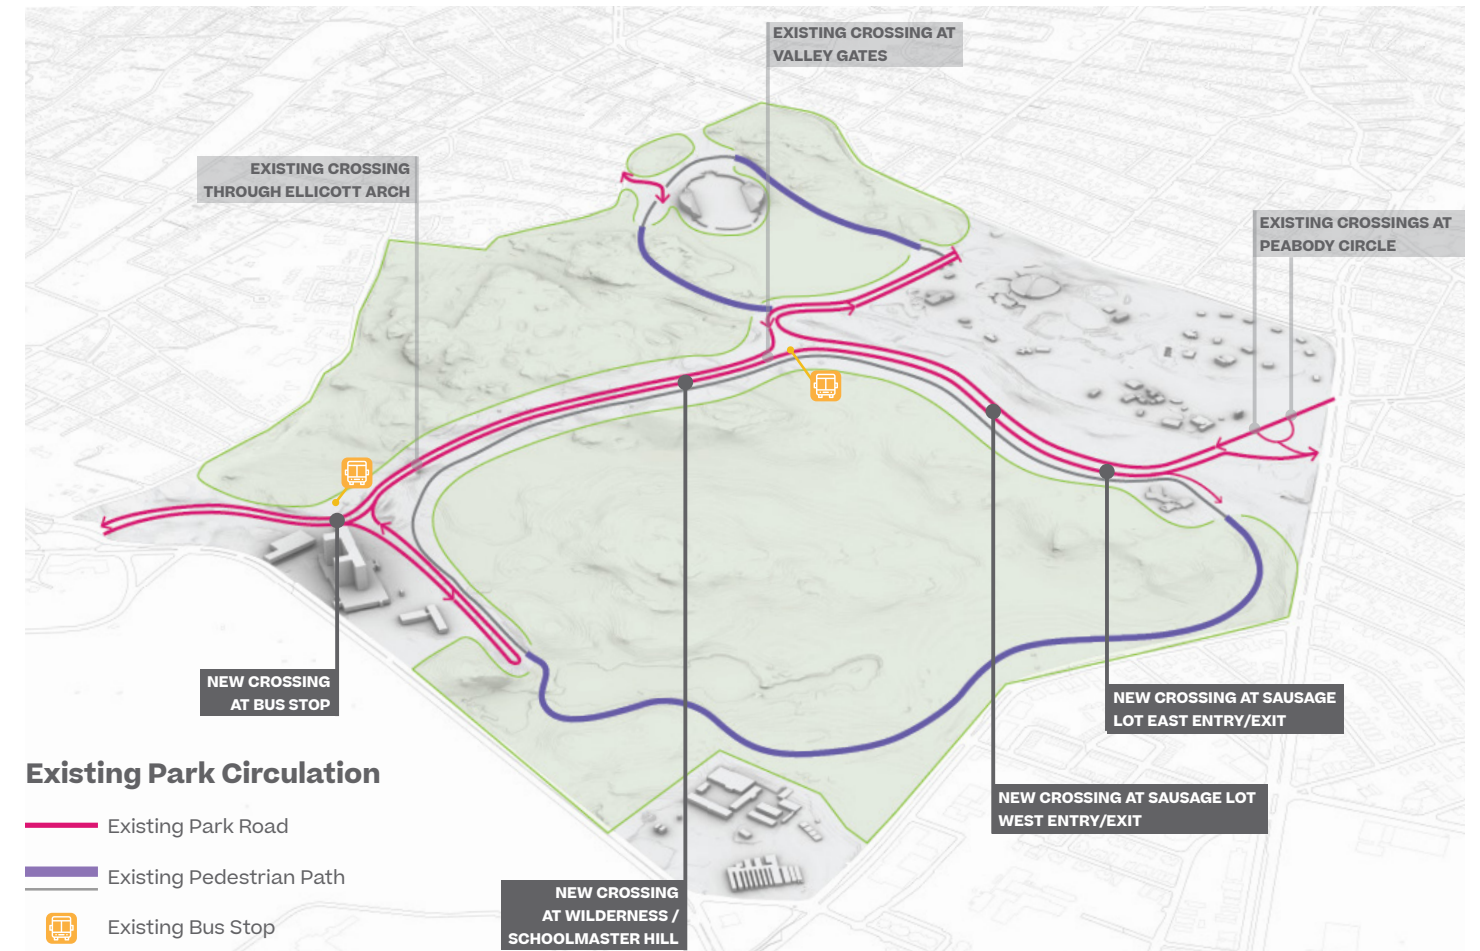 EXISTING CROSSING AT
VALLEY GATES
EXISTING CROSSING
THROUGH ELLICOTT ARCH
EXISTING CROSSINGS AT
PEABODY CIRCLE
NEW CROSSING
AT BUS STOP
NEW CROSSING AT SAUSAGE
LOT EAST ENTRY/EXIT
NEW CROSSING AT SAUSAGE LOT
WEST ENTRY/EXIT
NEW CROSSING
AT WILDERNESS /
SCHOOLMASTER HILL
Existing Park Circulation
Existing Park Road
Existing Pedestrian Path
Existing Bus Stop